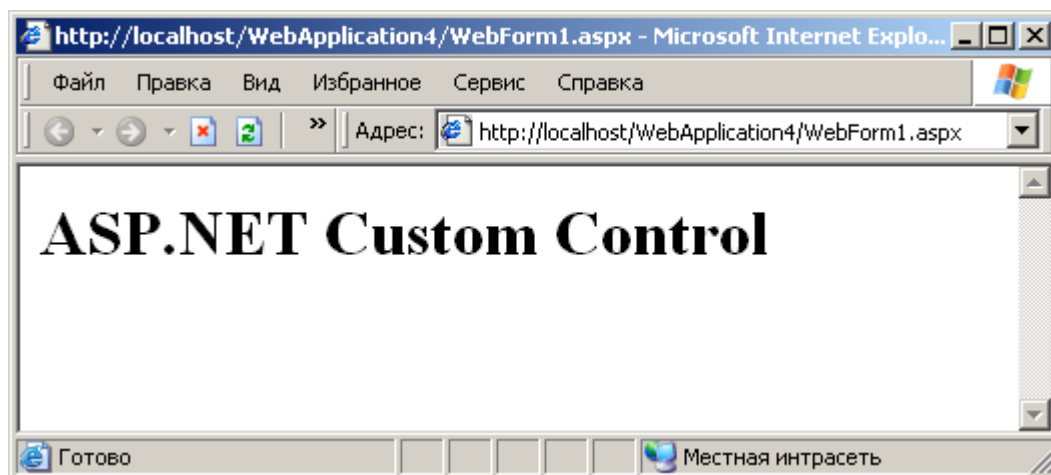 http://localhost/WebApplication4/WebForm1.aspx - Microsoft Internet Explo...
Файл Правка Вид Избранное Сервис Справка
Адрес: http://localhost/WebApplication4/WebForm1.aspx
ASP.NET Custom Control
Готово Местная интрасеть